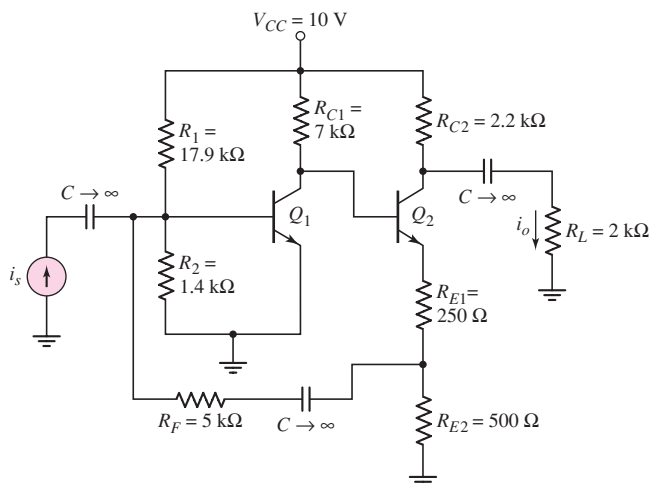 V_CC = 10 V
R_C1 =
7 kΩ
R_C2 = 2.2 kΩ
R_1 =
17.9 kΩ
C → ∞
Q_1
Q_2
C → ∞
i_o
R_L = 2 kΩ
i_s
R_2 =
1.4 kΩ
R_E1 =
250 Ω
R_F = 5 kΩ
C → ∞
R_E2 = 500 Ω